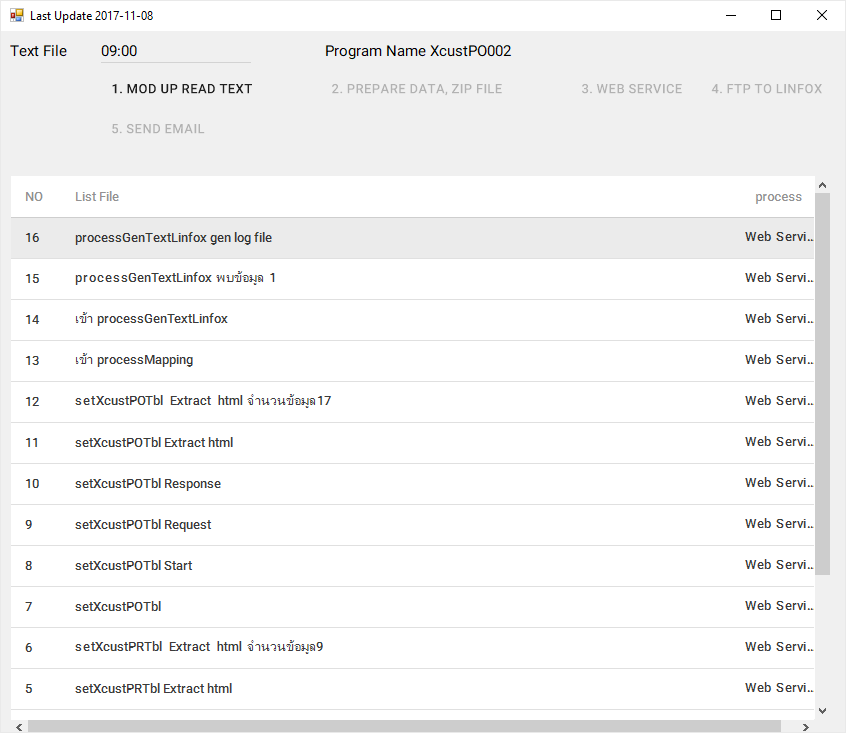 Last Update 2017-11-08
Text File 09:00 Program Name XcustPO002
1. MOD UP READ TEXT 2. PREPARE DATA, ZIP FILE 3. WEB SERVICE 4. FTP TO LINFOX
5. SEND EMAIL
NO List File process
16 processGenTextLinfox gen log file Web Servi..
15 processGenTextLinfox พบข้อมูล 1 Web Servi..
14 เข้า processGenTextLinfox Web Servi..
13 เข้า processMapping Web Servi..
12 setXcustPOTbl Extract html จำนวนข้อมูล17 Web Servi..
11 setXcustPOTbl Extract html Web Servi..
10 setXcustPOTbl Response Web Servi..
9 setXcustPOTbl Request Web Servi..
8 setXcustPOTbl Start Web Servi..
7 setXcustPOTbl Web Servi..
6 setXcustPRTbl Extract html จำนวนข้อมูล9 Web Servi..
5 setXcustPRTbl Extract html Web Servi..